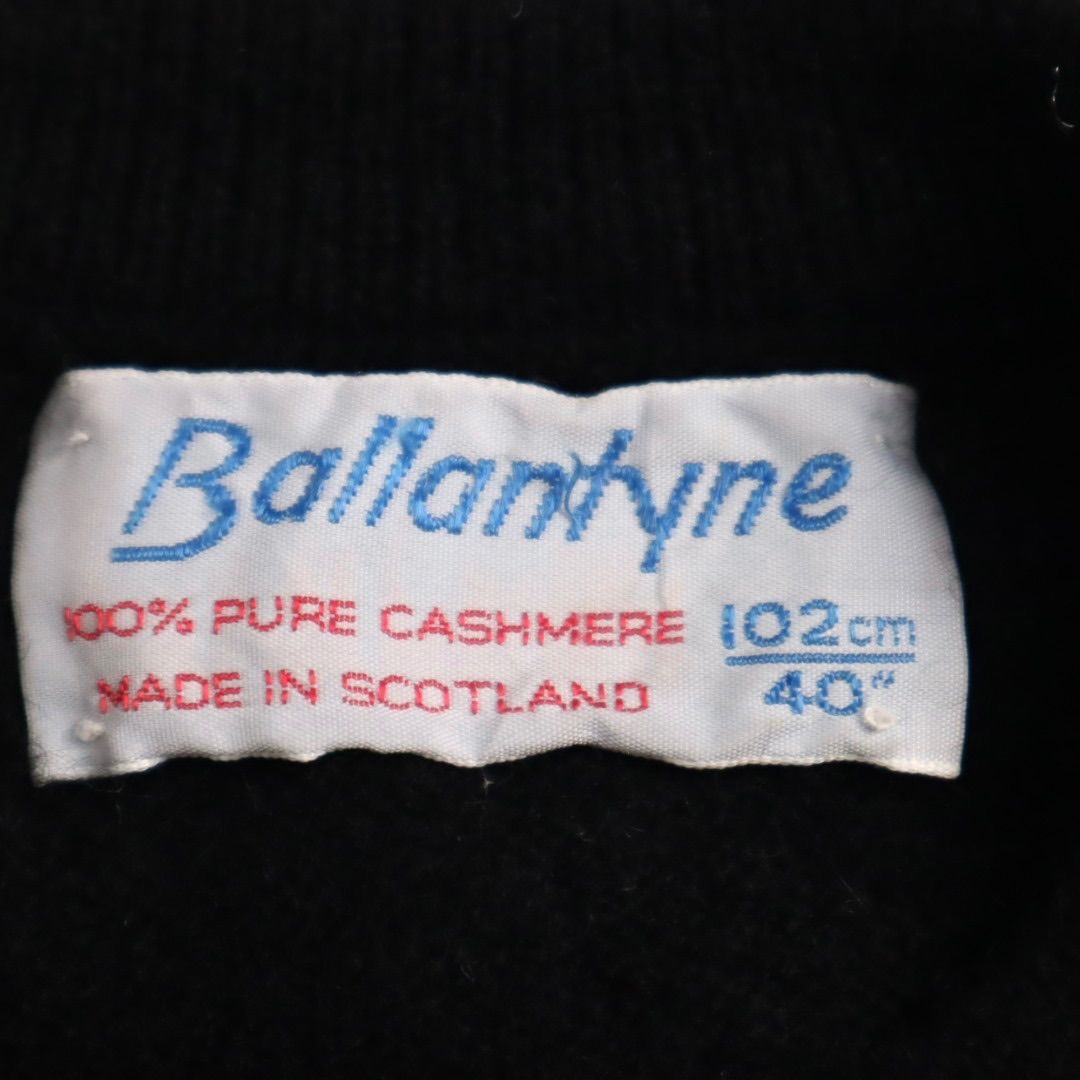 Ballantyne
100% PURE CASHMERE
MADE IN SCOTLAND
102cm
40"